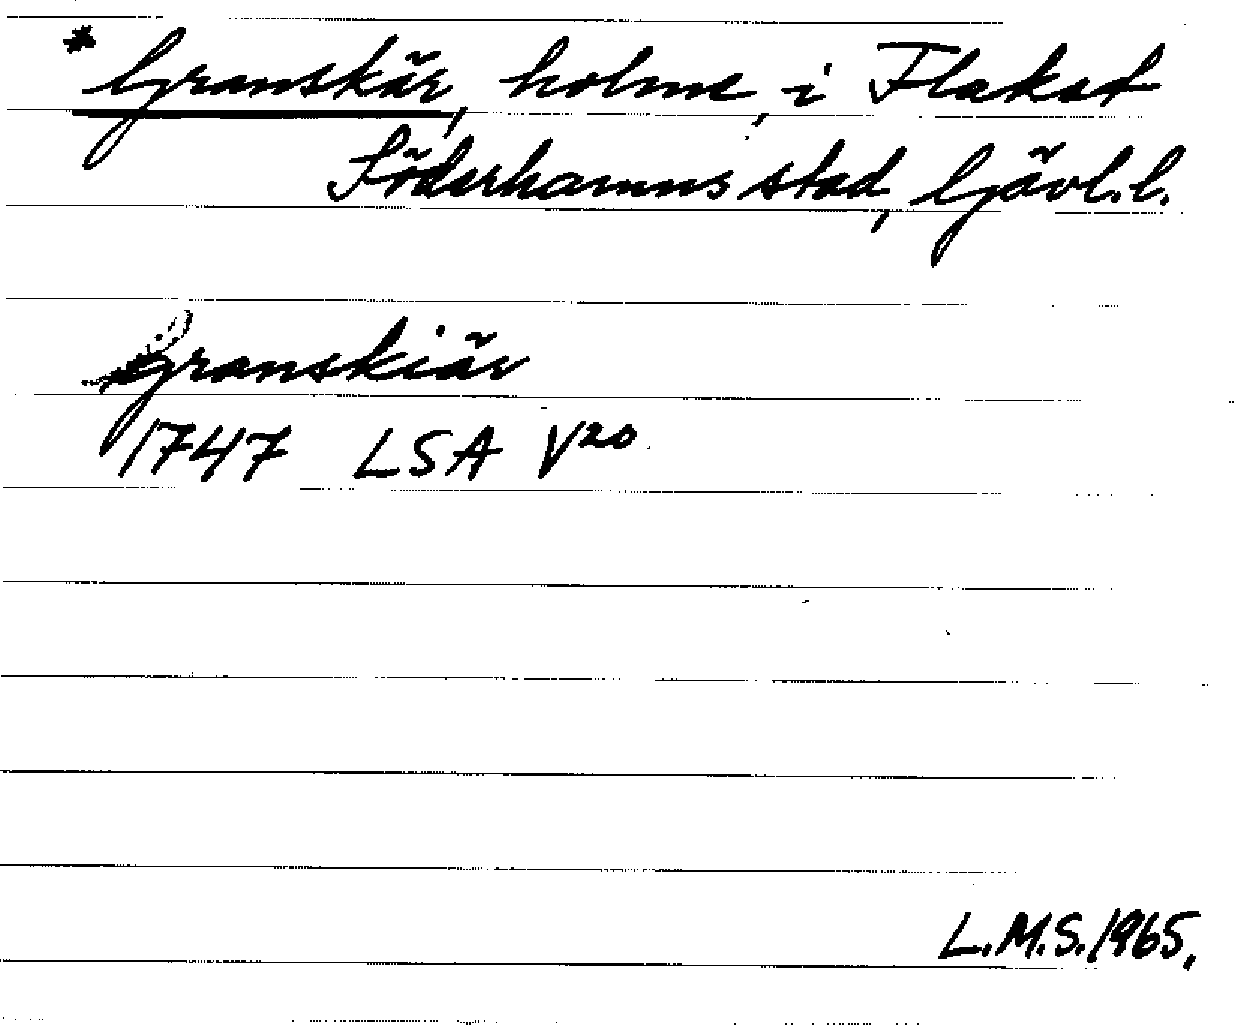 * Granskär, holme, i Flaket
Söderhamns stad, Gävl.l.
Granskiär
1747 LSA V20
L.M.S. 1965.